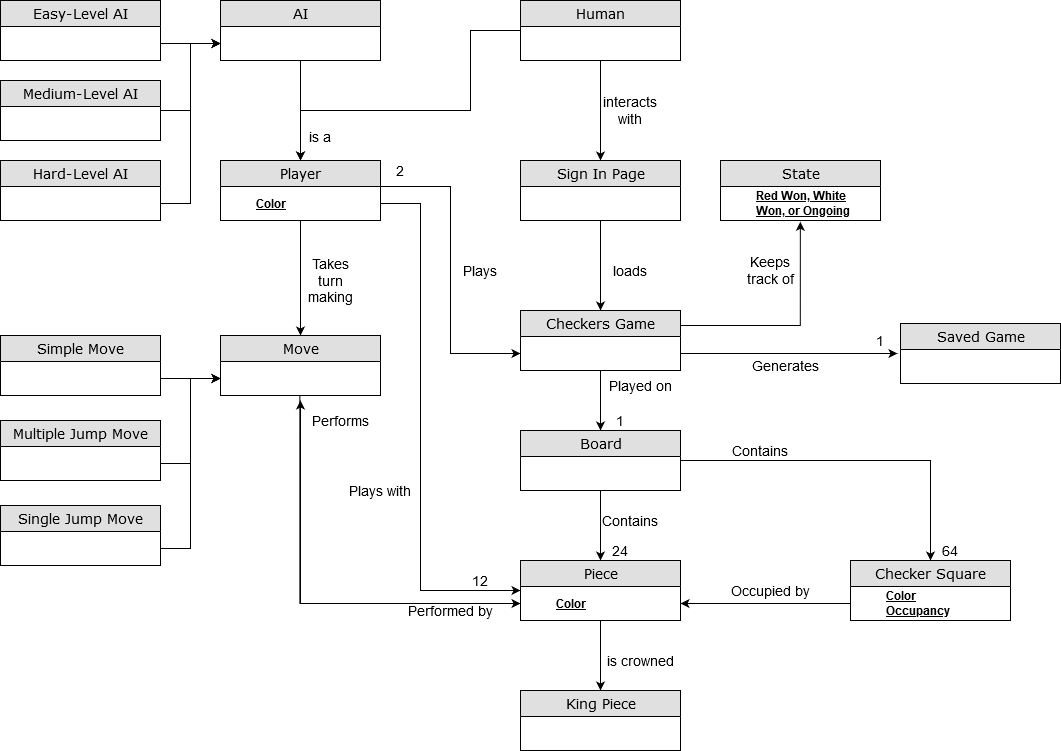 Easy-Level AI
AI
Human
Medium-Level AI
interacts
with
is a
Hard-Level AI
Player
2
Sign In Page
State
Color
Red Won, White
Won, or Ongoing
Takes
turn
making
Plays
loads
Keeps
track of
Simple Move
Move
Checkers Game
1
Saved Game
Generates
Played on
Performs
1
Multiple Jump Move
Board
Contains
Plays with
Single Jump Move
Contains
24
64
12
Piece
Checker Square
Color
Occupied by
Color
Occupancy
Performed by
is crowned
King Piece